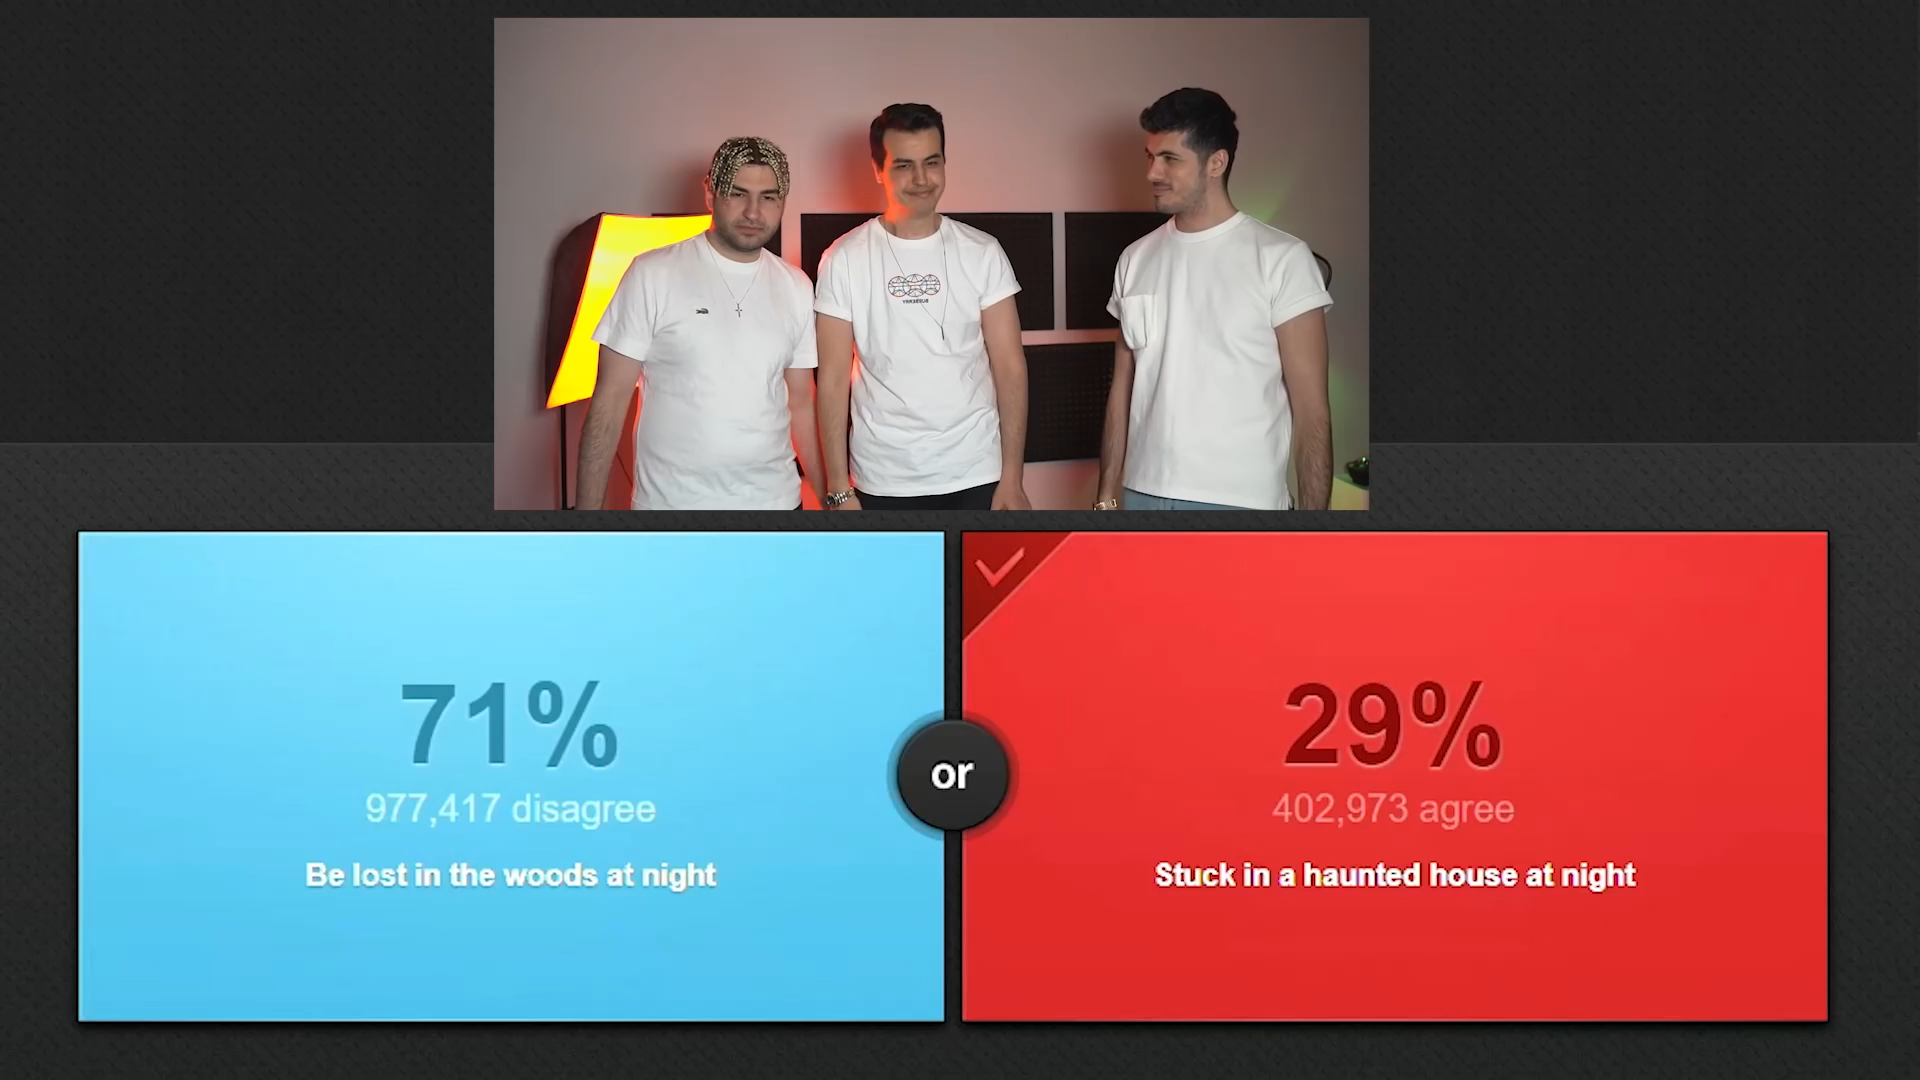 YRRƎᗺUᗺ
71%
977,417 disagree
Be lost in the woods at night
or
29%
402,973 agree
Stuck in a haunted house at night